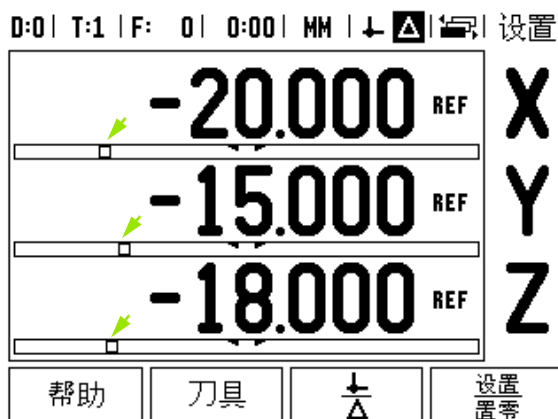 D:0 | T:1 | F: 0 | 0:00 | MM | Δ | 设置
-20.000 REF X
-15.000 REF Y
-18.000 REF Z
帮助 刀具 Δ 设置
置零